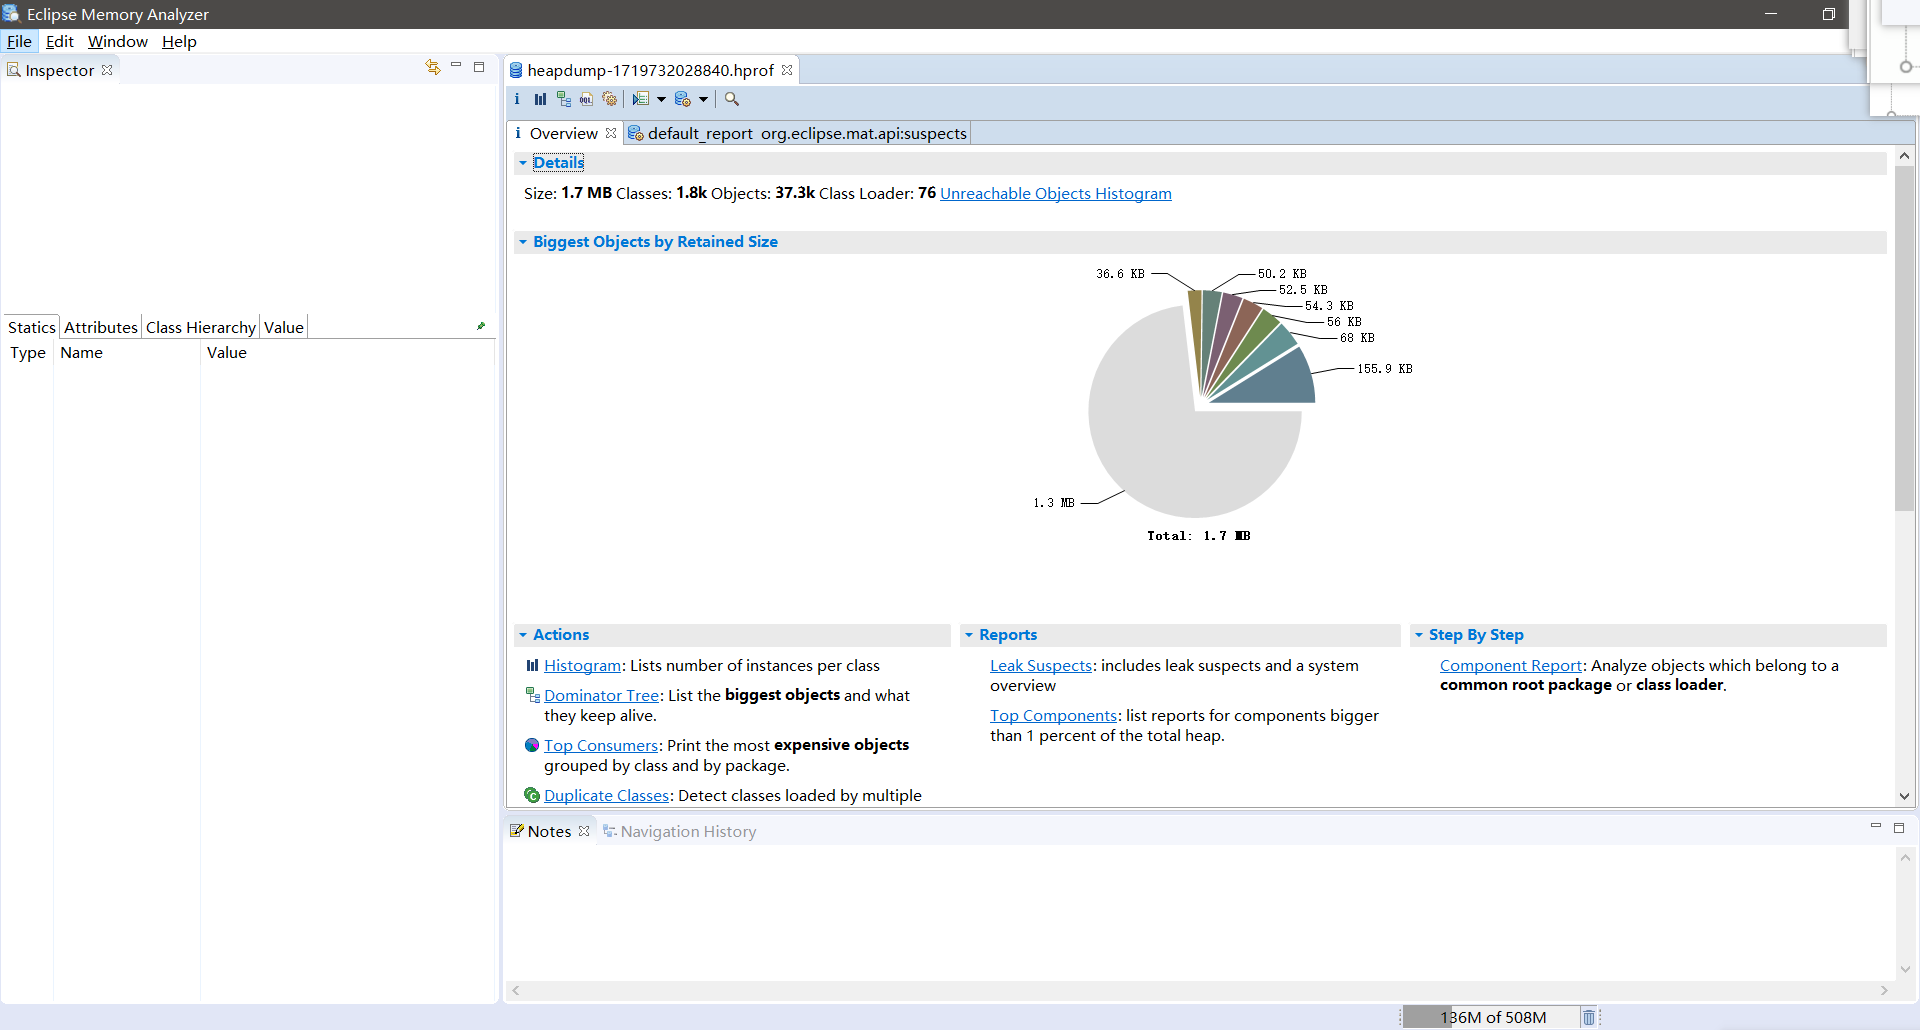 Eclipse Memory Analyzer
File Edit Window Help
Inspector
Statics Attributes Class Hierarchy Value
Type Name Value
heapdump-1719732028840.hprof
Overview default_report org.eclipse.mat.api:suspects
Details
Size: 1.7 MB Classes: 1.8k Objects: 37.3k Class Loader: 76 Unreachable Objects Histogram
Biggest Objects by Retained Size
36.6 KB
50.2 KB
52.5 KB
54.3 KB
56 KB
68 KB
155.9 KB
1.3 MB
Total: 1.7 MB
Actions
Histogram: Lists number of instances per class
Dominator Tree: List the biggest objects and what
they keep alive.
Top Consumers: Print the most expensive objects
grouped by class and by package.
Duplicate Classes: Detect classes loaded by multiple
Reports
Leak Suspects: includes leak suspects and a system
overview
Top Components: list reports for components bigger
than 1 percent of the total heap.
Step By Step
Component Report: Analyze objects which belong to a
common root package or class loader.
Notes Navigation History
136M of 508M